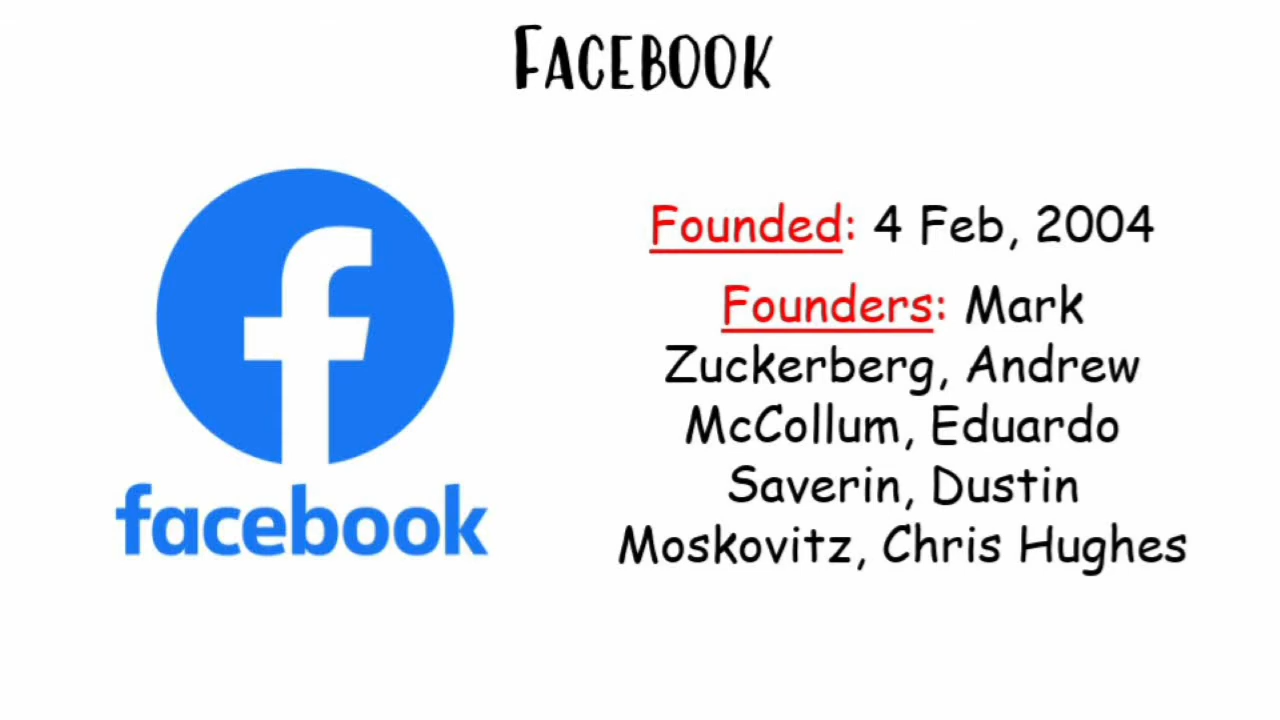 FACEBOOK
facebook
Founded: 4 Feb, 2004
Founders: Mark
Zuckerberg, Andrew
McCollum, Eduardo
Saverin, Dustin
Moskovitz, Chris Hughes